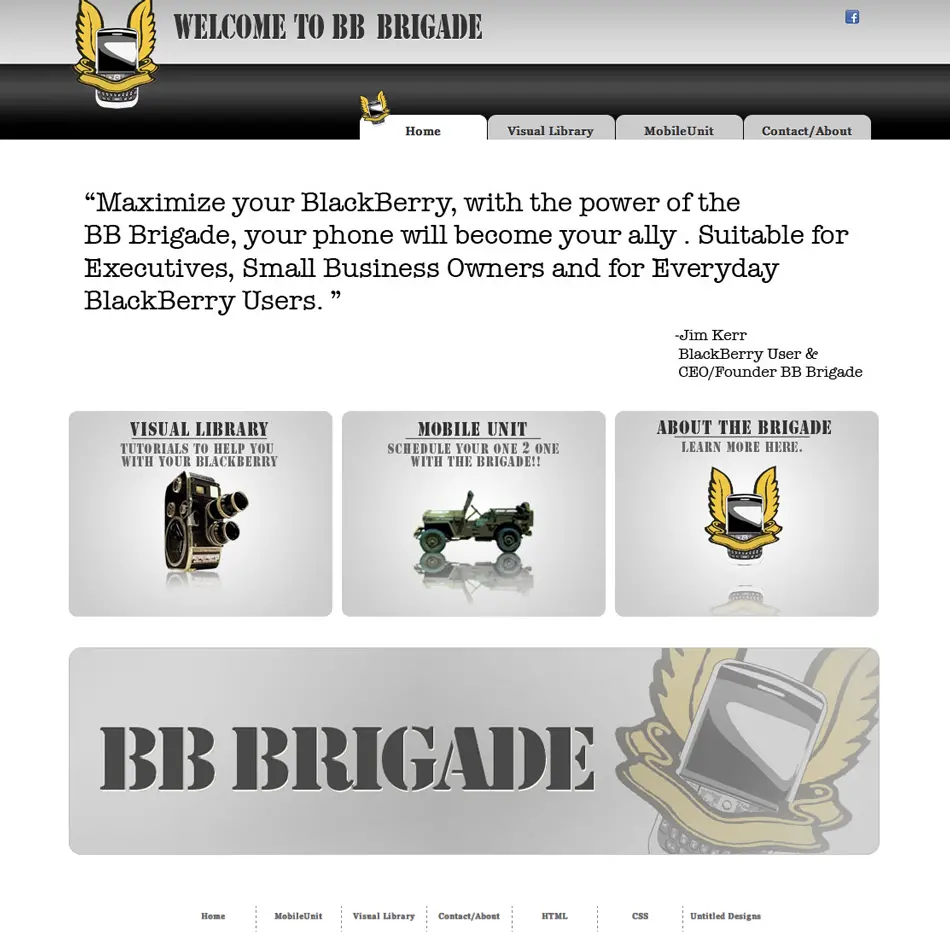 WELCOME TO BB BRIGADE
Home
Visual Library
MobileUnit
Contact/About
“Maximize your BlackBerry, with the power of the
BB Brigade, your phone will become your ally . Suitable for
Executives, Small Business Owners and for Everyday
BlackBerry Users. ”
-Jim Kerr
BlackBerry User &
CEO/Founder BB Brigade
VISUAL LIBRARY
TUTORIALS TO HELP YOU
WITH YOUR BLACKBERRY
MOBILE UNIT
SCHEDULE YOUR ONE 2 ONE
WITH THE BRIGADE!!
ABOUT THE BRIGADE
LEARN MORE HERE.
BB BRIGADE
Home
MobileUnit
Visual Library
Contact/About
HTML
CSS
Untitled Designs